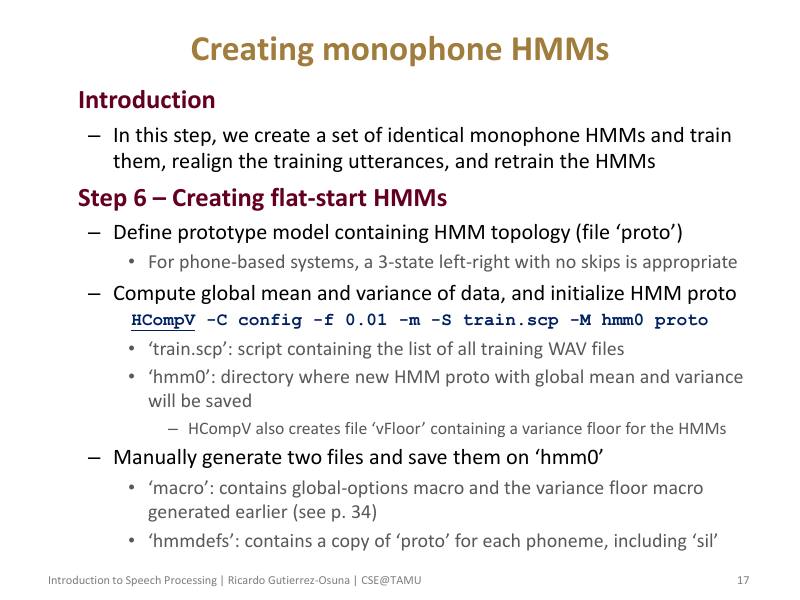 Creating monophone HMMs
Introduction
– In this step, we create a set of identical monophone HMMs and train
them, realign the training utterances, and retrain the HMMs
Step 6 – Creating flat-start HMMs
– Define prototype model containing HMM topology (file ‘proto’)
• For phone-based systems, a 3-state left-right with no skips is appropriate
– Compute global mean and variance of data, and initialize HMM proto
HCompV -C config -f 0.01 -m -S train.scp -M hmm0 proto
• ‘train.scp’: script containing the list of all training WAV files
• ‘hmm0’: directory where new HMM proto with global mean and variance
will be saved
– HCompV also creates file ‘vFloor’ containing a variance floor for the HMMs
– Manually generate two files and save them on ‘hmm0’
• ‘macro’: contains global-options macro and the variance floor macro
generated earlier (see p. 34)
• ‘hmmdefs’: contains a copy of ‘proto’ for each phoneme, including ‘sil’
Introduction to Speech Processing | Ricardo Gutierrez-Osuna | CSE@TAMU
17